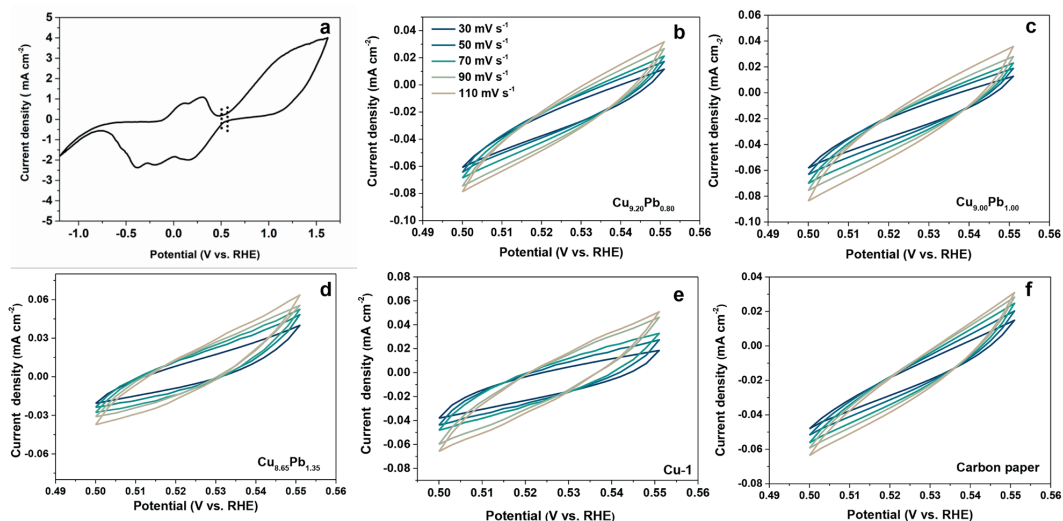 a
Current density ( mA cm-2)
5
4
3
2
1
0
-1
-2
-3
-4
-5
-1.0 -0.5 0.0 0.5 1.0 1.5
Potential (V vs. RHE)
b
30 mV s-1
50 mV s-1
70 mV s-1
90 mV s-1
110 mV s-1
Current density (mA cm-2)
0.04
0.02
0.00
-0.02
-0.04
-0.06
-0.08
-0.10
Cu9.20Pb0.80
0.49 0.50 0.51 0.52 0.53 0.54 0.55 0.56
Potential (V vs. RHE)
c
Current density (mA cm-2)
0.06
0.04
0.02
0.00
-0.02
-0.04
-0.06
-0.08
-0.10
Cu9.00Pb1.00
0.49 0.50 0.51 0.52 0.53 0.54 0.55 0.56
Potential (V vs. RHE)
d
Current density (mA cm-2)
0.06
0.03
0.00
-0.03
-0.06
Cu8.65Pb1.35
0.49 0.50 0.51 0.52 0.53 0.54 0.55 0.56
Potential (V vs. RHE)
e
Current density (mA cm-2)
0.08
0.06
0.04
0.02
0.00
-0.02
-0.04
-0.06
-0.08
Cu-1
0.49 0.50 0.51 0.52 0.53 0.54 0.55 0.56
Potential (V vs. RHE)
f
Current density (mA cm-2)
0.04
0.02
0.00
-0.02
-0.04
-0.06
-0.08
Carbon paper
0.49 0.50 0.51 0.52 0.53 0.54 0.55 0.56
Potential (V vs. RHE)